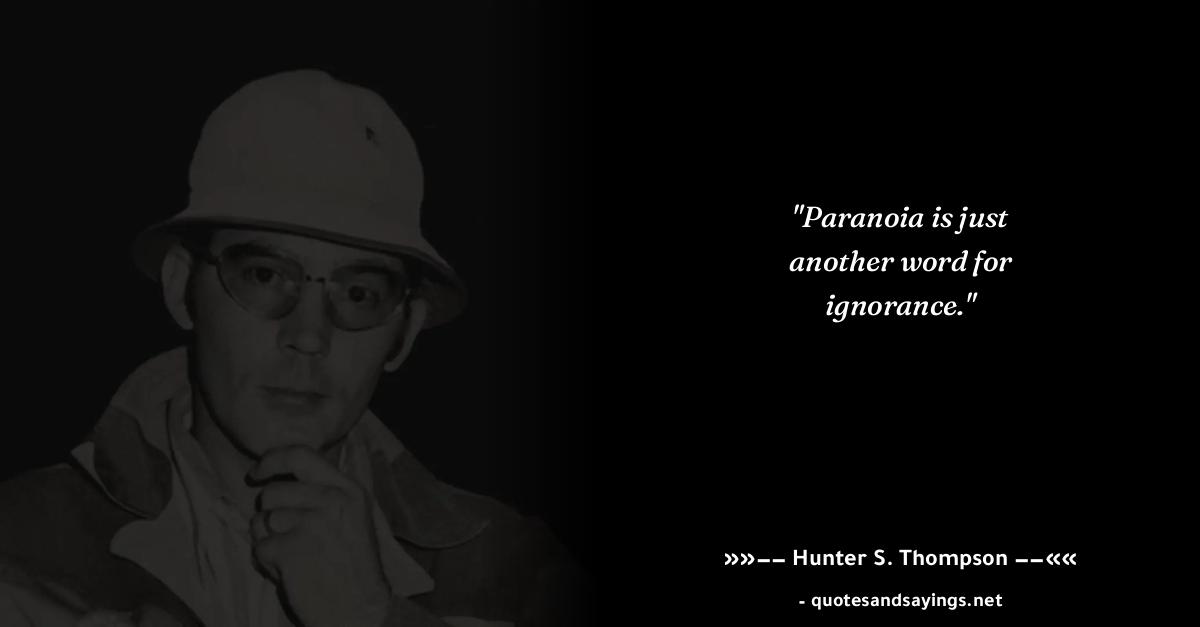 "Paranoia is just
another word for
ignorance."
»»–– Hunter S. Thompson ––««
- quotesandsayings.net